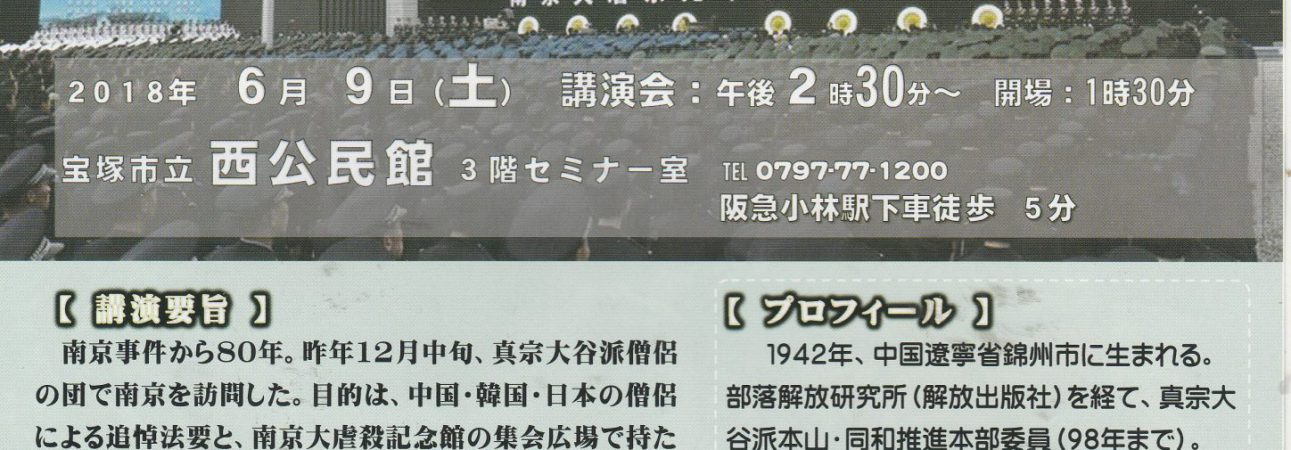 2018年 6月 9日(土) 講演会:午後2時30分~ 開場:1時30分
宝塚市立 西公民館 3階セミナー室 TEL 0797-77-1200
阪急小林駅下車徒歩 5分
【 講演要旨 】
南京事件から80年。昨年12月中旬、真宗大谷派僧侶
の団で南京を訪問した。目的は、中国・韓国・日本の僧侶
による追悼法要と、南京大虐殺記念館の集会広場で持た
【 プロフィール 】
1942年、中国遼寧省錦州市に生まれる。
部落解放研究所(解放出版社)を経て、真宗大
谷派本山・同和推進本部委員(98年まで)。